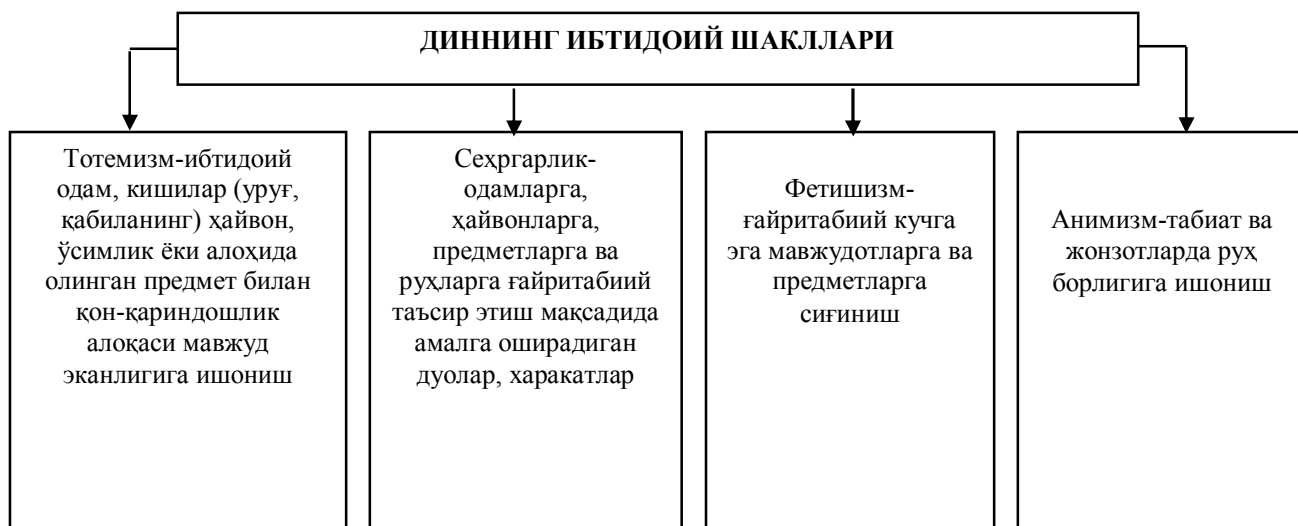 ДИННИНГ ИБТИДОИЙ ШАКЛЛАРИ
Тотемизм-ибтидоий
одам, кишилар (уруғ,
қабиланинг) ҳайвон,
ўсимлик ёки алоҳида
олинган предмет билан
қон-қариндошлик
алоқаси мавжуд
эканлигига ишониш
Сеҳргарлик-
одамларга,
ҳайвонларга,
предметларга ва
руҳларга ғайритабиий
таъсир этиш мақсадида
амалга оширадиган
дуолар, харакатлар
Фетишизм-
ғайритабиий кучга
эга мавжудотларга ва
предметларга
сиғиниш
Анимизм-табиат ва
жонзотларда руҳ
борлигига ишониш